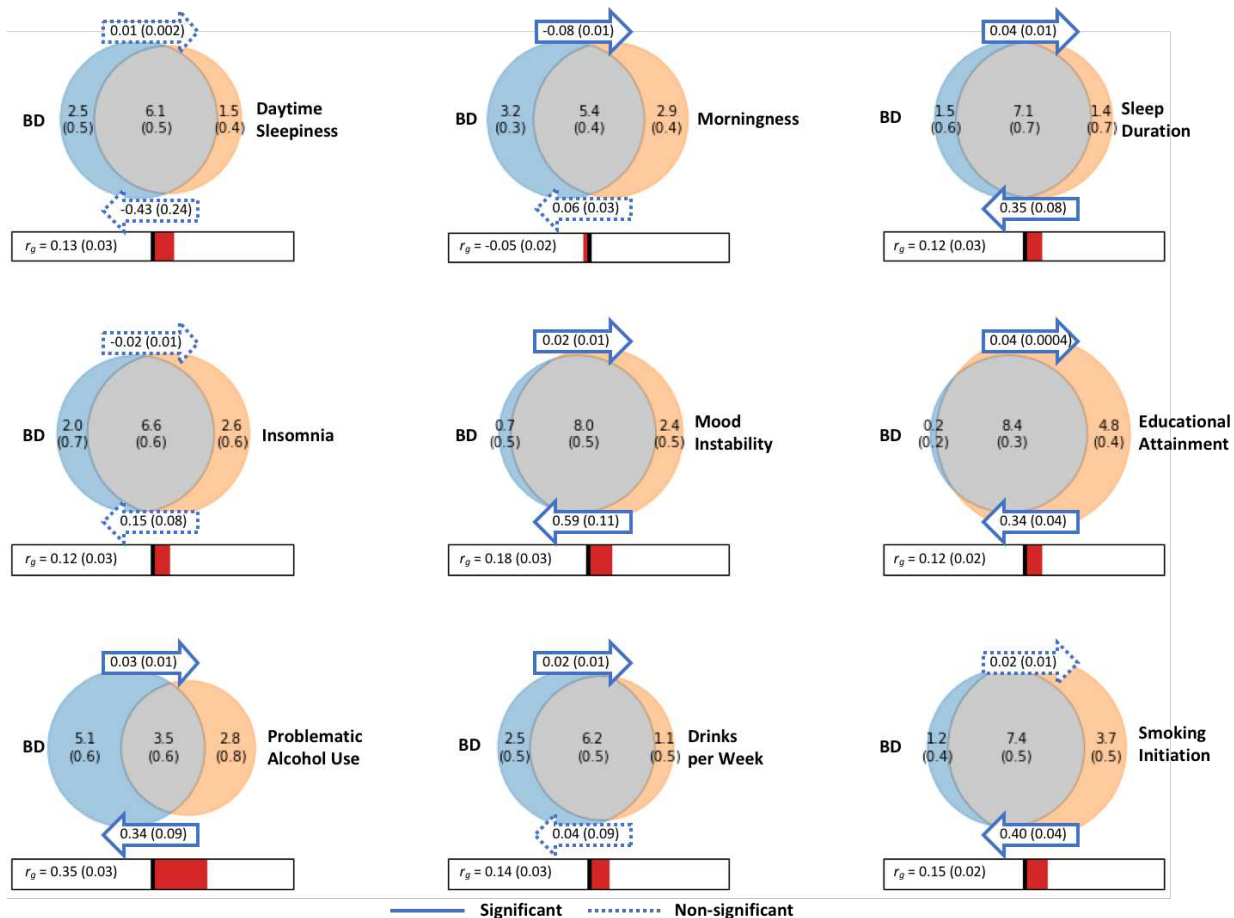 0.01 (0.002)
BD
2.5
(0.5)
6.1
(0.5)
1.5
(0.4)
Daytime
Sleepiness
-0.43 (0.24)
rg = 0.13 (0.03)
-0.08 (0.01)
BD
3.2
(0.3)
5.4
(0.4)
2.9
(0.4)
Morningness
0.06 (0.03)
rg = -0.05 (0.02)
0.04 (0.01)
BD
1.5
(0.6)
7.1
(0.7)
1.4
(0.7)
Sleep
Duration
0.35 (0.08)
rg = 0.12 (0.03)
-0.02 (0.01)
BD
2.0
(0.7)
6.6
(0.6)
2.6
(0.6)
Insomnia
0.15 (0.08)
rg = 0.12 (0.03)
0.02 (0.01)
BD
0.7
(0.5)
8.0
(0.5)
2.4
(0.5)
Mood
Instability
0.59 (0.11)
rg = 0.18 (0.03)
0.04 (0.0004)
BD
0.2
(0.2)
8.4
(0.3)
4.8
(0.4)
Educational
Attainment
0.34 (0.04)
rg = 0.12 (0.02)
0.03 (0.01)
BD
5.1
(0.6)
3.5
(0.6)
2.8
(0.8)
Problematic
Alcohol Use
0.34 (0.09)
rg = 0.35 (0.03)
0.02 (0.01)
BD
2.5
(0.5)
6.2
(0.5)
1.1
(0.5)
Drinks
per Week
0.04 (0.09)
rg = 0.14 (0.03)
0.02 (0.01)
BD
1.2
(0.4)
7.4
(0.5)
3.7
(0.5)
Smoking
Initiation
0.40 (0.04)
rg = 0.15 (0.02)
Significant
Non-significant